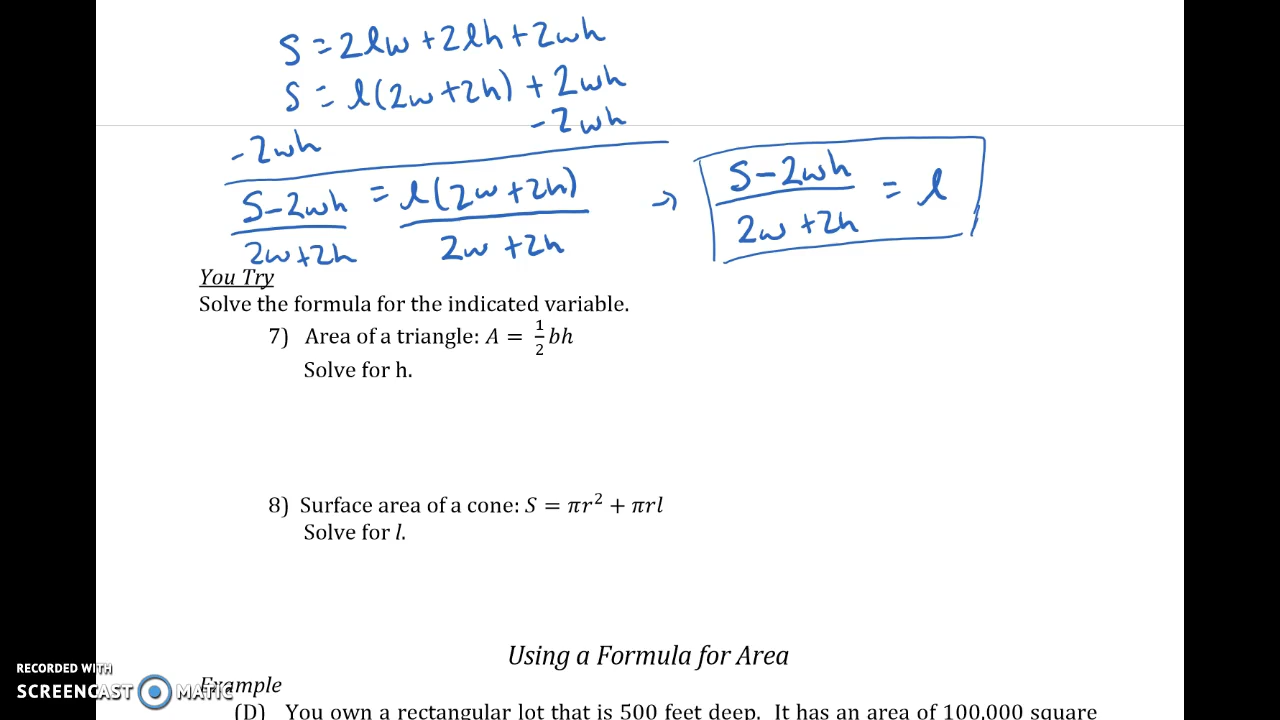 S = 2lw + 2lh + 2wh
S = l(2w + 2h) + 2wh
-2wh -2wh
S-2wh/2w+2h = l(2w+2h)/2w+2h → S-2wh/2w+2h = l
You Try
Solve the formula for the indicated variable.
7) Area of a triangle: A = 1/2 bh
Solve for h.
8) Surface area of a cone: S = πr² + πrl
Solve for l.
Using a Formula for Area
Example
(D) You own a rectangular lot that is 500 feet deep. It has an area of 100,000 square
RECORDED WITH
SCREENCAST MATIC